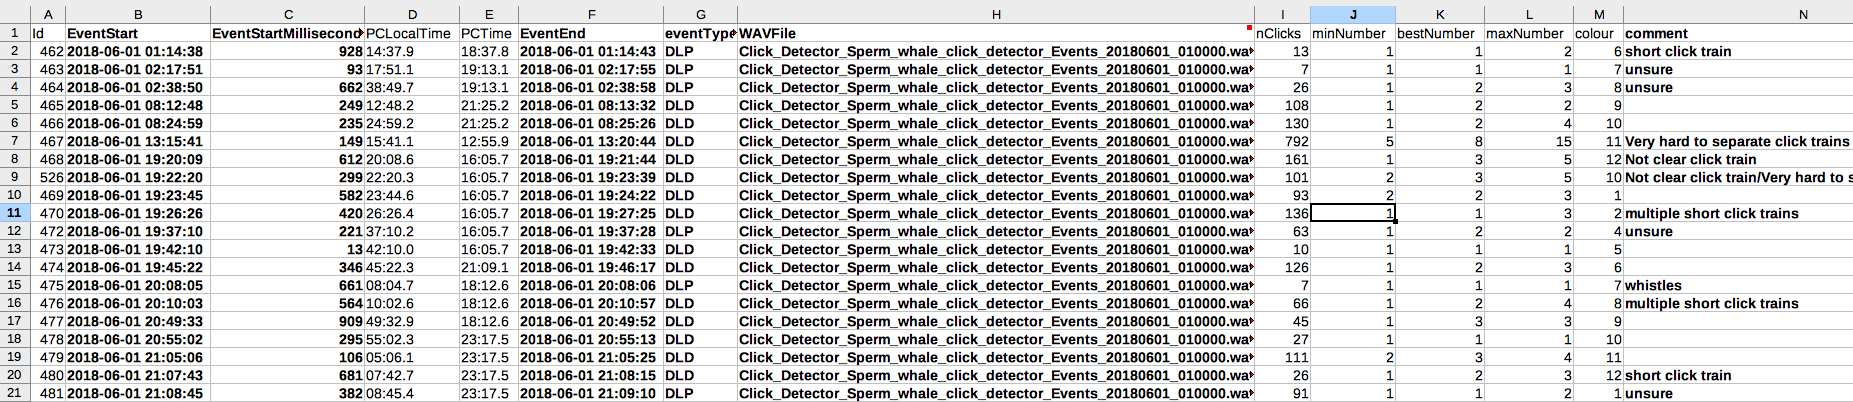 A B C D E F G H I J K L M N
1 Id EventStart EventStartMillisecond PCLocalTime PCTime EventEnd eventType WAVFile nClicks minNumber bestNumber maxNumber colour comment
2 462 2018-06-01 01:14:38 928 14:37.9 18:37.8 2018-06-01 01:14:43 DLP Click_Detector_Sperm_whale_click_detector_Events_20180601_010000.wa 13 1 1 2 6 short click train
3 463 2018-06-01 02:17:51 93 17:51.1 19:13.1 2018-06-01 02:17:55 DLP Click_Detector_Sperm_whale_click_detector_Events_20180601_010000.wa 7 1 1 1 7 unsure
4 464 2018-06-01 02:38:50 662 38:49.7 19:13.1 2018-06-01 02:38:58 DLP Click_Detector_Sperm_whale_click_detector_Events_20180601_010000.wa 26 1 2 3 8 unsure
5 465 2018-06-01 08:12:48 249 12:48.2 21:25.2 2018-06-01 08:13:32 DLD Click_Detector_Sperm_whale_click_detector_Events_20180601_010000.wa 108 1 2 2 9
6 466 2018-06-01 08:24:59 235 24:59.2 21:25.2 2018-06-01 08:25:26 DLD Click_Detector_Sperm_whale_click_detector_Events_20180601_010000.wa 130 1 2 4 10
7 467 2018-06-01 13:15:41 149 15:41.1 12:55.9 2018-06-01 13:20:44 DLD Click_Detector_Sperm_whale_click_detector_Events_20180601_010000.wa 792 5 8 15 11 Very hard to separate click trains
8 468 2018-06-01 19:20:09 612 20:08.6 16:05.7 2018-06-01 19:21:44 DLD Click_Detector_Sperm_whale_click_detector_Events_20180601_010000.wa 161 1 3 5 12 Not clear click train
9 526 2018-06-01 19:22:20 299 22:20.3 16:05.7 2018-06-01 19:23:39 DLD Click_Detector_Sperm_whale_click_detector_Events_20180601_010000.wa 101 2 3 5 10 Not clear click train/Very hard to s
10 469 2018-06-01 19:23:45 582 23:44.6 16:05.7 2018-06-01 19:24:22 DLD Click_Detector_Sperm_whale_click_detector_Events_20180601_010000.wa 93 2 2 3 1
11 470 2018-06-01 19:26:26 420 26:26.4 16:05.7 2018-06-01 19:27:25 DLD Click_Detector_Sperm_whale_click_detector_Events_20180601_010000.wa 136 1 1 3 2 multiple short click trains
12 472 2018-06-01 19:37:10 221 37:10.2 16:05.7 2018-06-01 19:37:28 DLP Click_Detector_Sperm_whale_click_detector_Events_20180601_010000.wa 63 1 2 2 4 unsure
13 473 2018-06-01 19:42:10 13 42:10.0 16:05.7 2018-06-01 19:42:33 DLD Click_Detector_Sperm_whale_click_detector_Events_20180601_010000.wa 10 1 1 1 5
14 474 2018-06-01 19:45:22 346 45:22.3 21:09.1 2018-06-01 19:46:17 DLD Click_Detector_Sperm_whale_click_detector_Events_20180601_010000.wa 126 1 2 3 6
15 475 2018-06-01 20:08:05 661 08:04.7 18:12.6 2018-06-01 20:08:06 DLP Click_Detector_Sperm_whale_click_detector_Events_20180601_010000.wa 7 1 1 1 7 whistles
16 476 2018-06-01 20:10:03 564 10:02.6 18:12.6 2018-06-01 20:10:57 DLD Click_Detector_Sperm_whale_click_detector_Events_20180601_010000.wa 66 1 2 4 8 multiple short click trains
17 477 2018-06-01 20:49:33 909 49:32.9 18:12.6 2018-06-01 20:49:52 DLD Click_Detector_Sperm_whale_click_detector_Events_20180601_010000.wa 45 1 3 3 9
18 478 2018-06-01 20:55:02 295 55:02.3 23:17.5 2018-06-01 20:55:13 DLD Click_Detector_Sperm_whale_click_detector_Events_20180601_010000.wa 27 1 1 1 10
19 479 2018-06-01 21:05:06 106 05:06.1 23:17.5 2018-06-01 21:05:25 DLD Click_Detector_Sperm_whale_click_detector_Events_20180601_010000.wa 111 2 3 4 11
20 480 2018-06-01 21:07:43 681 07:42.7 23:17.5 2018-06-01 21:08:15 DLD Click_Detector_Sperm_whale_click_detector_Events_20180601_010000.wa 26 1 2 3 12 short click train
21 481 2018-06-01 21:08:45 382 08:45.4 23:17.5 2018-06-01 21:09:10 DLP Click_Detector_Sperm_whale_click_detector_Events_20180601_010000.wa 91 1 1 2 1 unsure